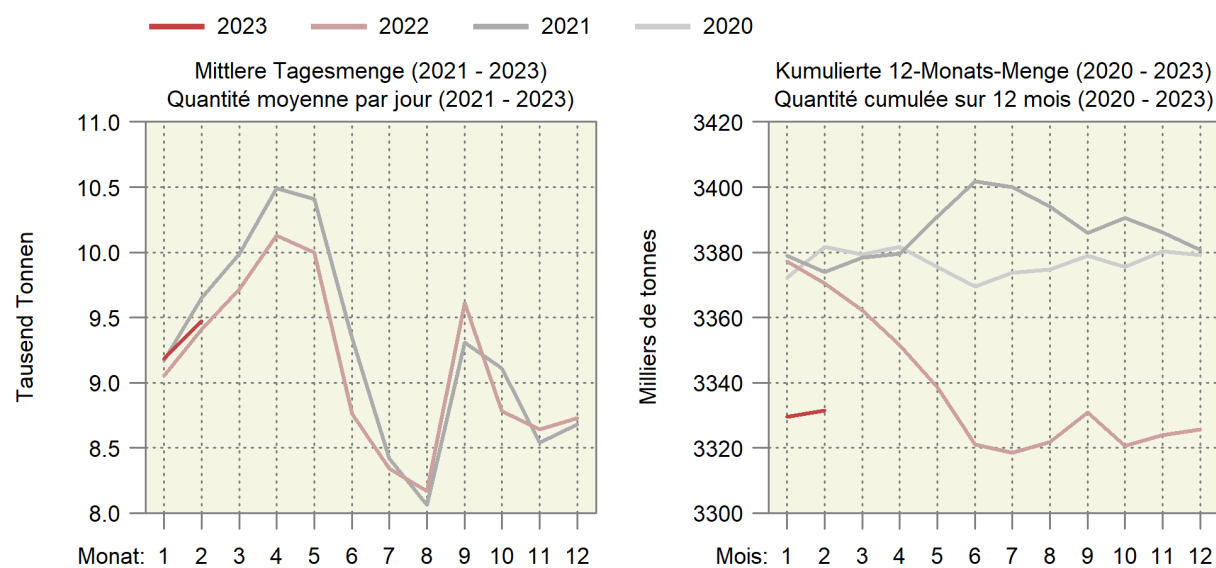 2023 2022 2021 2020
Mittlere Tagesmenge (2021 - 2023)
Quantité moyenne par jour (2021 - 2023)
Tausend Tonnen
11.0
10.5
10.0
9.5
9.0
8.5
8.0
Monat: 1 2 3 4 5 6 7 8 9 10 11 12
Kumulierte 12-Monats-Menge (2020 - 2023)
Quantité cumulée sur 12 mois (2020 - 2023)
Milliers de tonnes
3420
3400
3380
3360
3340
3320
3300
Mois: 1 2 3 4 5 6 7 8 9 10 11 12